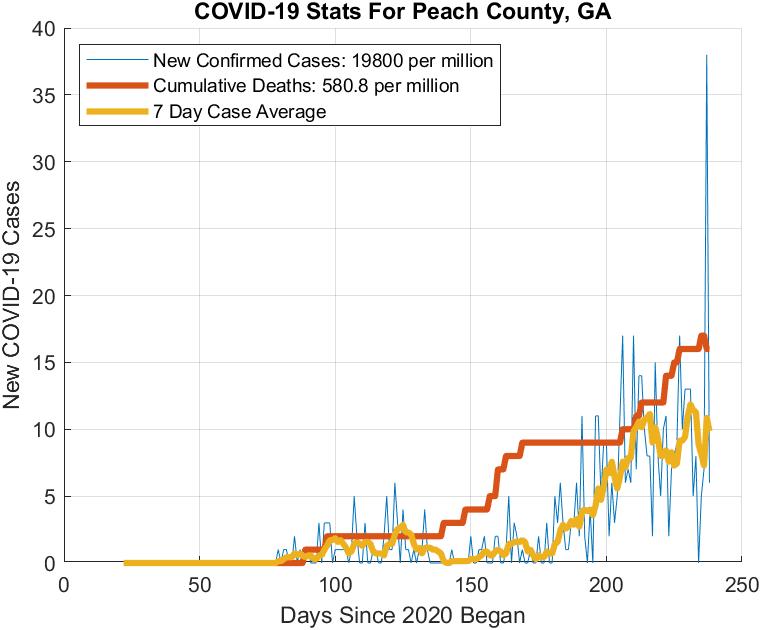 COVID-19 Stats For Peach County, GA
New Confirmed Cases: 19800 per million
Cumulative Deaths: 580.8 per million
7 Day Case Average
New COVID-19 Cases
40
35
30
25
20
15
10
5
0
0 50 100 150 200 250
Days Since 2020 Began